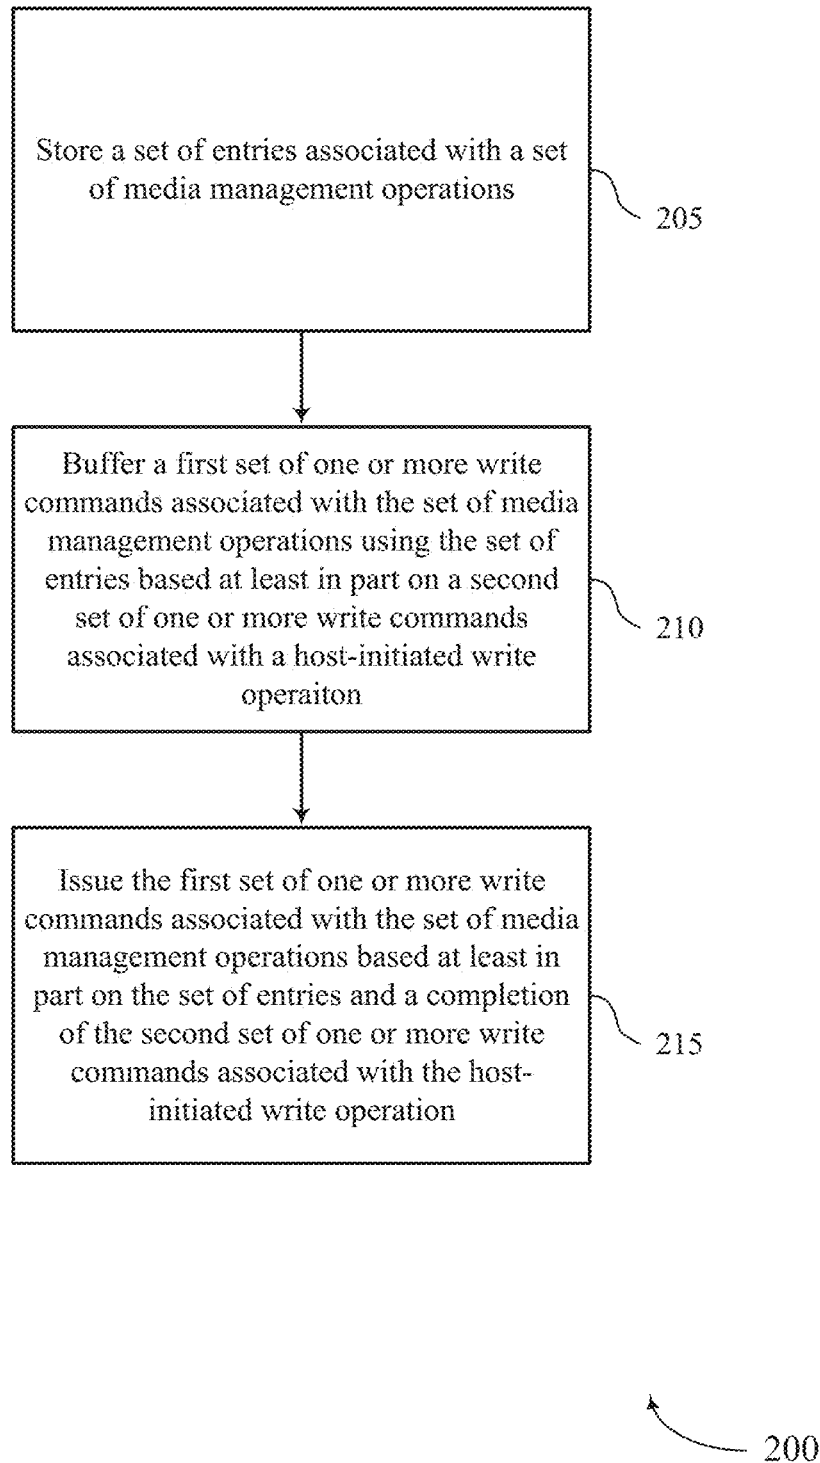 Store a set of entries associated with a set
of media management operations
205
Buffer a first set of one or more write
commands associated with the set of media
management operations using the set of
entries based at least in part on a second
set of one or more write commands
associated with a host-initiated write
operaiton
210
Issue the first set of one or more write
commands associated with the set of media
management operations based at least in
part on the set of entries and a completion
of the second set of one or more write
commands associated with the host-
initiated write operation
215
200